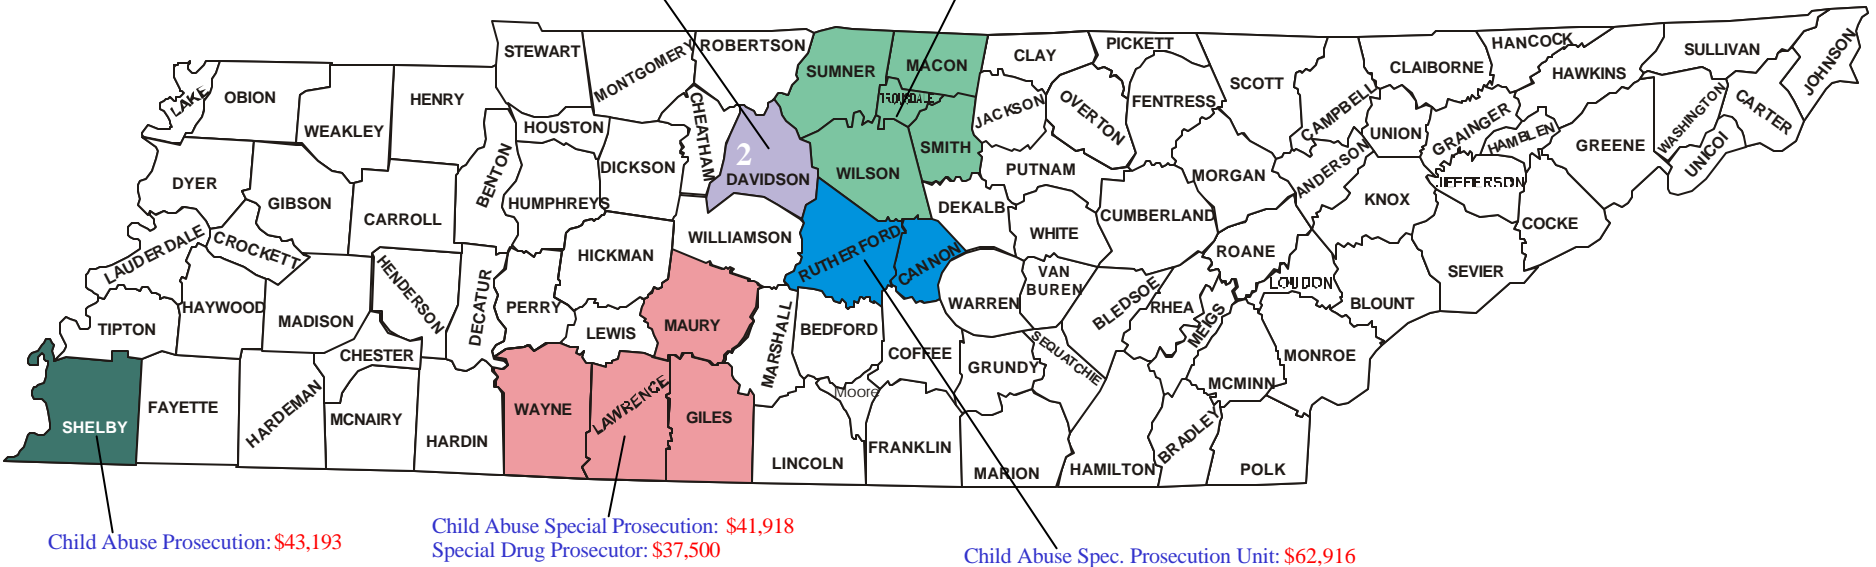 STEWART
MONTGOMERY
ROBERTSON
SUMNER
MACON
TROUSDALE
CLAY
PICKETT
SCOTT
CLAIBORNE
HANCOCK
HAWKINS
SULLIVAN
JOHNSON
LAKE
OBION
WEAKLEY
HENRY
HOUSTON
DICKSON
CHEATHAM
2
DAVIDSON
WILSON
SMITH
JACKSON
OVERTON
FENTRESS
CAMPBELL
UNION
GRAINGER
HAMBLEN
GREENE
WASHINGTON
CARTER
UNICOI
DYER
GIBSON
CARROLL
BENTON
HUMPHREYS
PUTNAM
MORGAN
ANDERSON
KNOX
JEFFERSON
COCKE
LAUDERDALE
CROCKETT
HICKMAN
WILLIAMSON
RUTHERFORD
CANNON
DEKALB
WHITE
CUMBERLAND
ROANE
LOUDON
BLOUNT
SEVIER
TIPTON
HAYWOOD
MADISON
HENDERSON
DECATUR
PERRY
LEWIS
MAURY
MARSHALL
BEDFORD
COFFEE
WARREN
VAN
BUREN
BLEDSOE
RHEA
MEIGS
MONROE
SHELBY
FAYETTE
HARDEMAN
CHESTER
MCNAIRY
HARDIN
WAYNE
LAWRENCE
GILES
LINCOLN
Moore
FRANKLIN
GRUNDY
SEQUATCHIE
MARION
HAMILTON
BRADLEY
MCMINN
POLK
Child Abuse Prosecution: $43,193
Child Abuse Special Prosecution: $41,918
Special Drug Prosecutor: $37,500
Child Abuse Spec. Prosecution Unit: $62,916